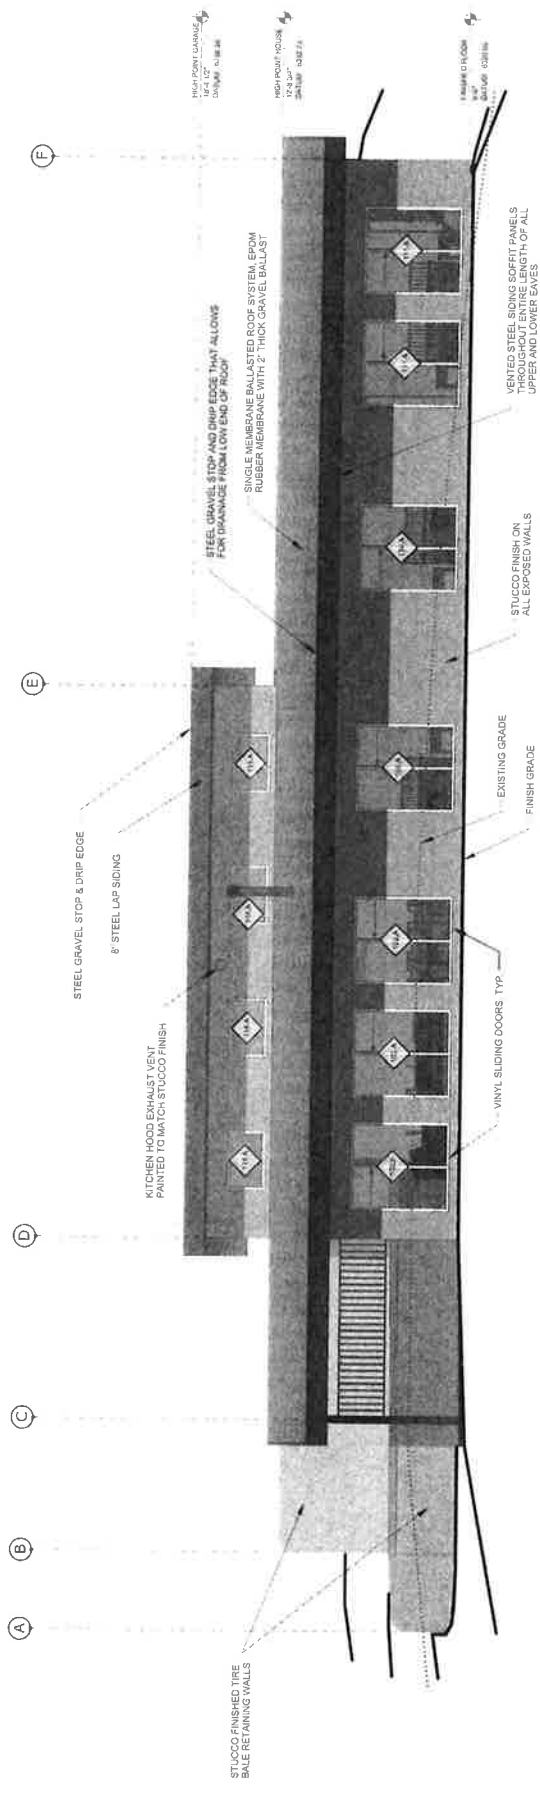 HIGH POINT GARAGE
HIGH POINT HOUSE
A
B
C
D
E
F
STEEL GRAVEL STOP & DRIP EDGE
8" STEEL LAP SIDING
KITCHEN HOOD EXHAUST VENT
PAINTED TO MATCH STUCCO FINISH
STUCCO FINISHED TIRE
BALE RETAINING WALLS
STEEL GRAVEL STOP AND DRIP EDGE THAT ALLOWS
FOR DRAINAGE FROM LOW END OF ROOF
SINGLE MEMBRANE BALLASTED ROOF SYSTEM, EPDM
RUBBER MEMBRANE WITH 2" THICK GRAVEL BALLAST
VENTED STEEL SIDING SOFFIT PANELS
THROUGHOUT ENTIRE LENGTH OF ALL
UPPER AND LOWER EAVES
STUCCO FINISH ON
ALL EXPOSED WALLS
EXISTING GRADE
FINISH GRADE
VINYL SLIDING DOORS TYP.